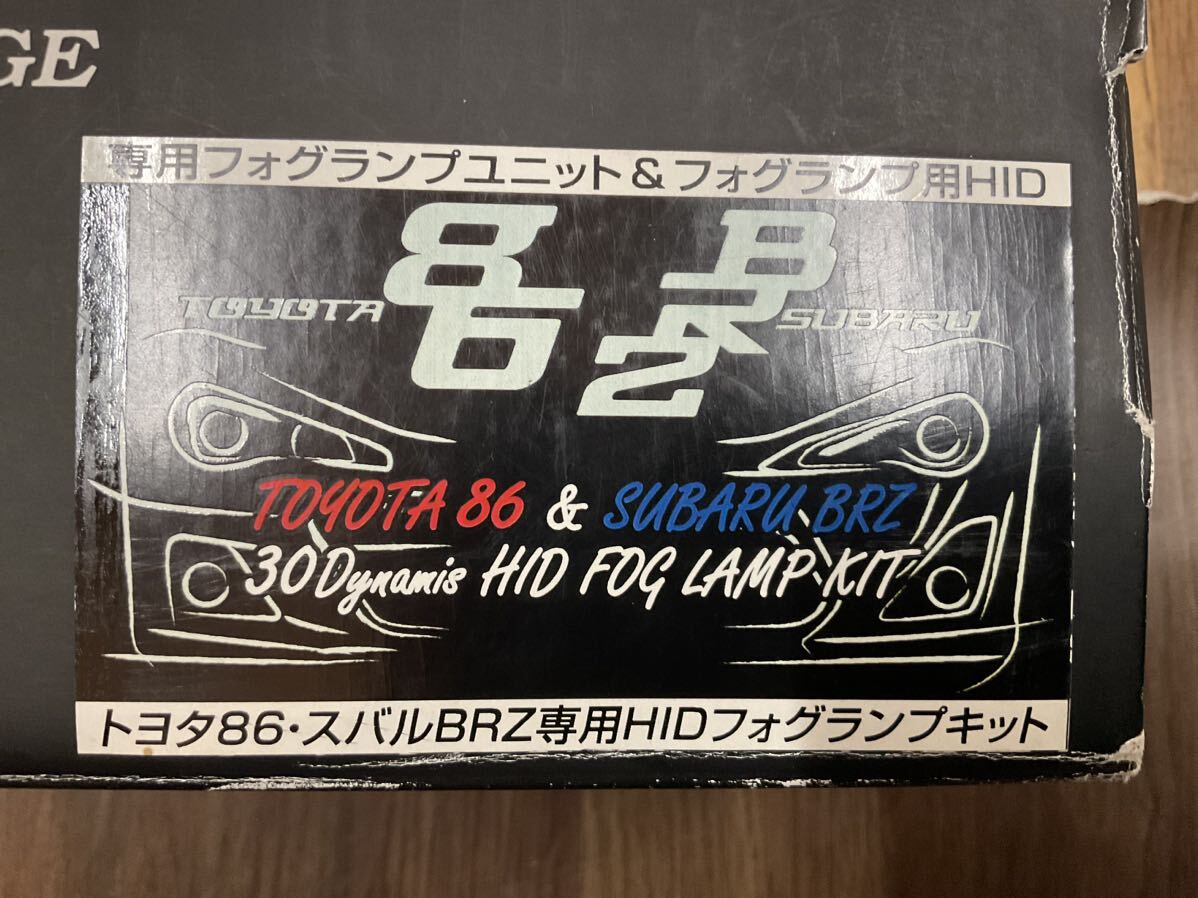 GE
専用フォグランプユニット&フォグランプ用HID
TOYOTA 86 BRZ SUBARU
TOYOTA 86 & SUBARU BRZ
30Dynamis HID FOG LAMP KIT
トヨタ86・スバルBRZ専用HIDフォグランプキット